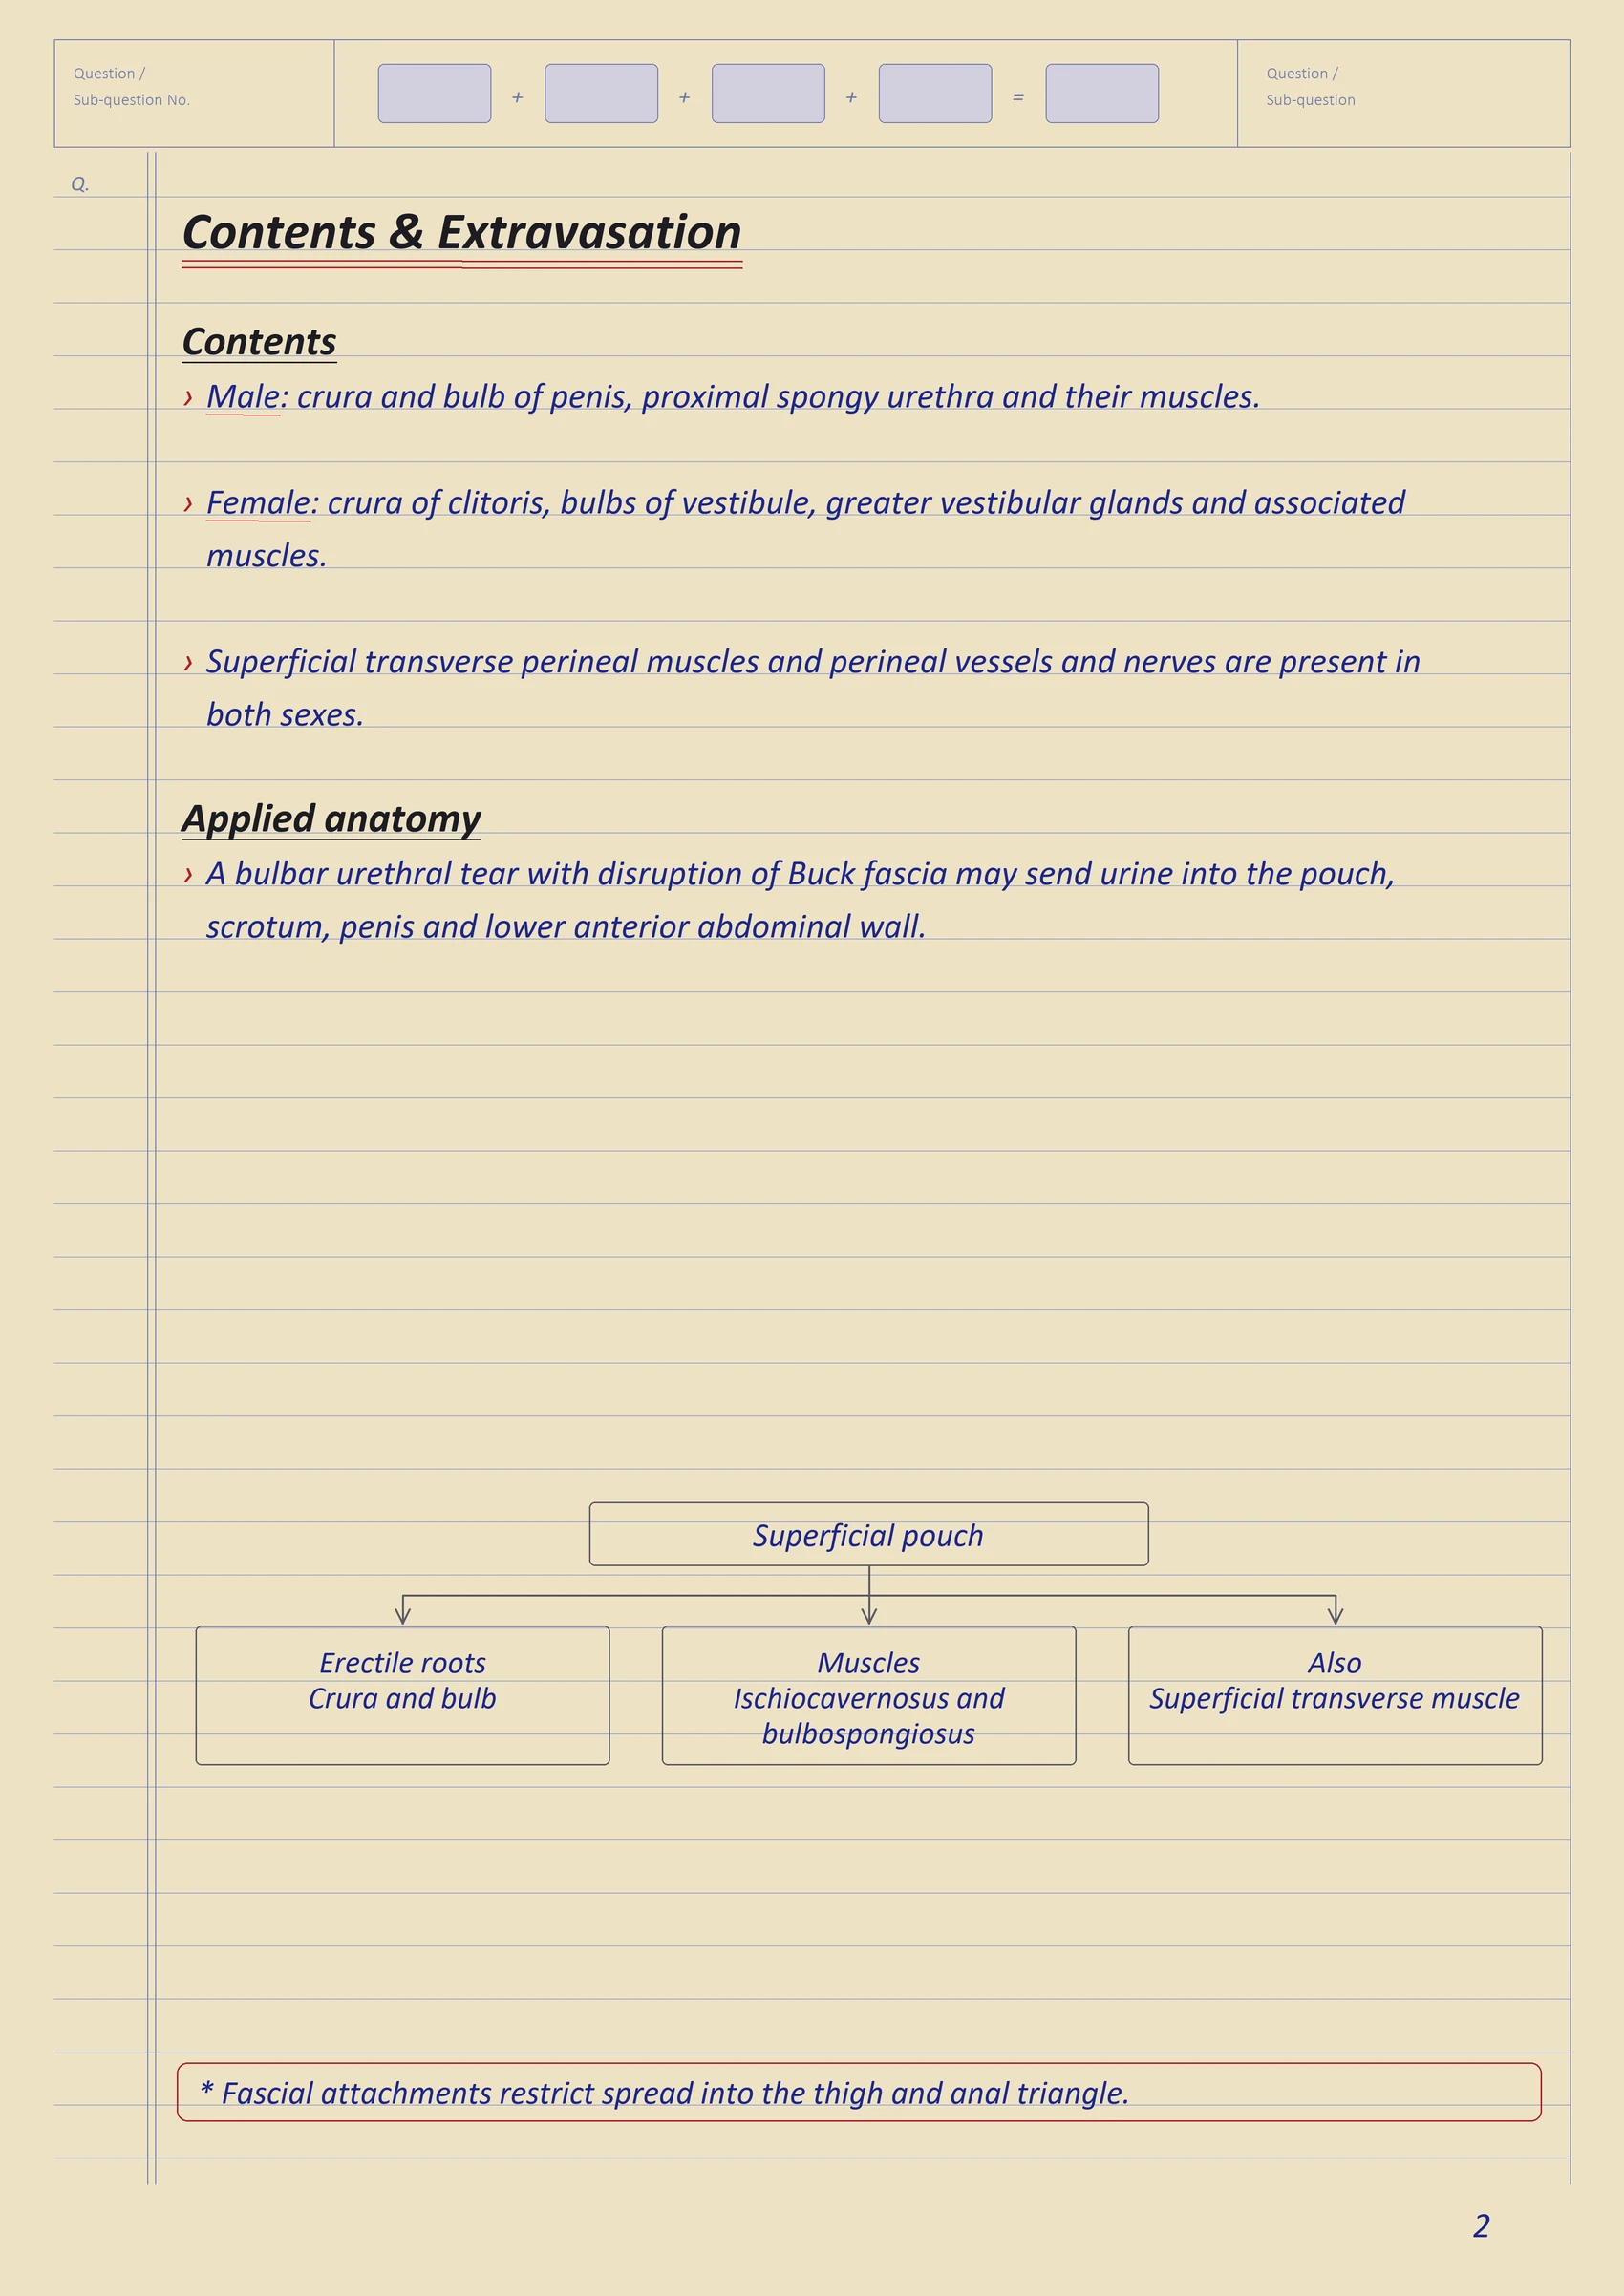 Question /
Sub-question No.
+ + + =
Question /
Sub-question
Q.
Contents & Extravasation
Contents
› Male: crura and bulb of penis, proximal spongy urethra and their muscles.
› Female: crura of clitoris, bulbs of vestibule, greater vestibular glands and associated
muscles.
› Superficial transverse perineal muscles and perineal vessels and nerves are present in
both sexes.
Applied anatomy
› A bulbar urethral tear with disruption of Buck fascia may send urine into the pouch,
scrotum, penis and lower anterior abdominal wall.
Superficial pouch
Erectile roots
Crura and bulb
Muscles
Ischiocavernosus and
bulbospongiosus
Also
Superficial transverse muscle
* Fascial attachments restrict spread into the thigh and anal triangle.
2